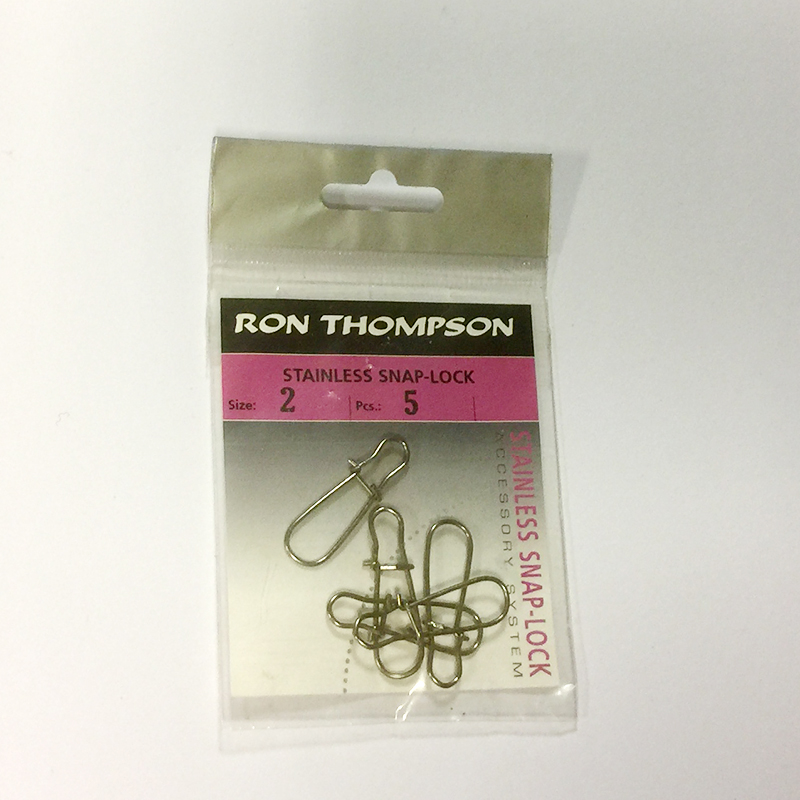 RON THOMPSON
STAINLESS SNAP-LOCK
Size: 2 Pcs.: 5
STAINLESS SNAP-LOCK
ACCESSORY SYSTEM